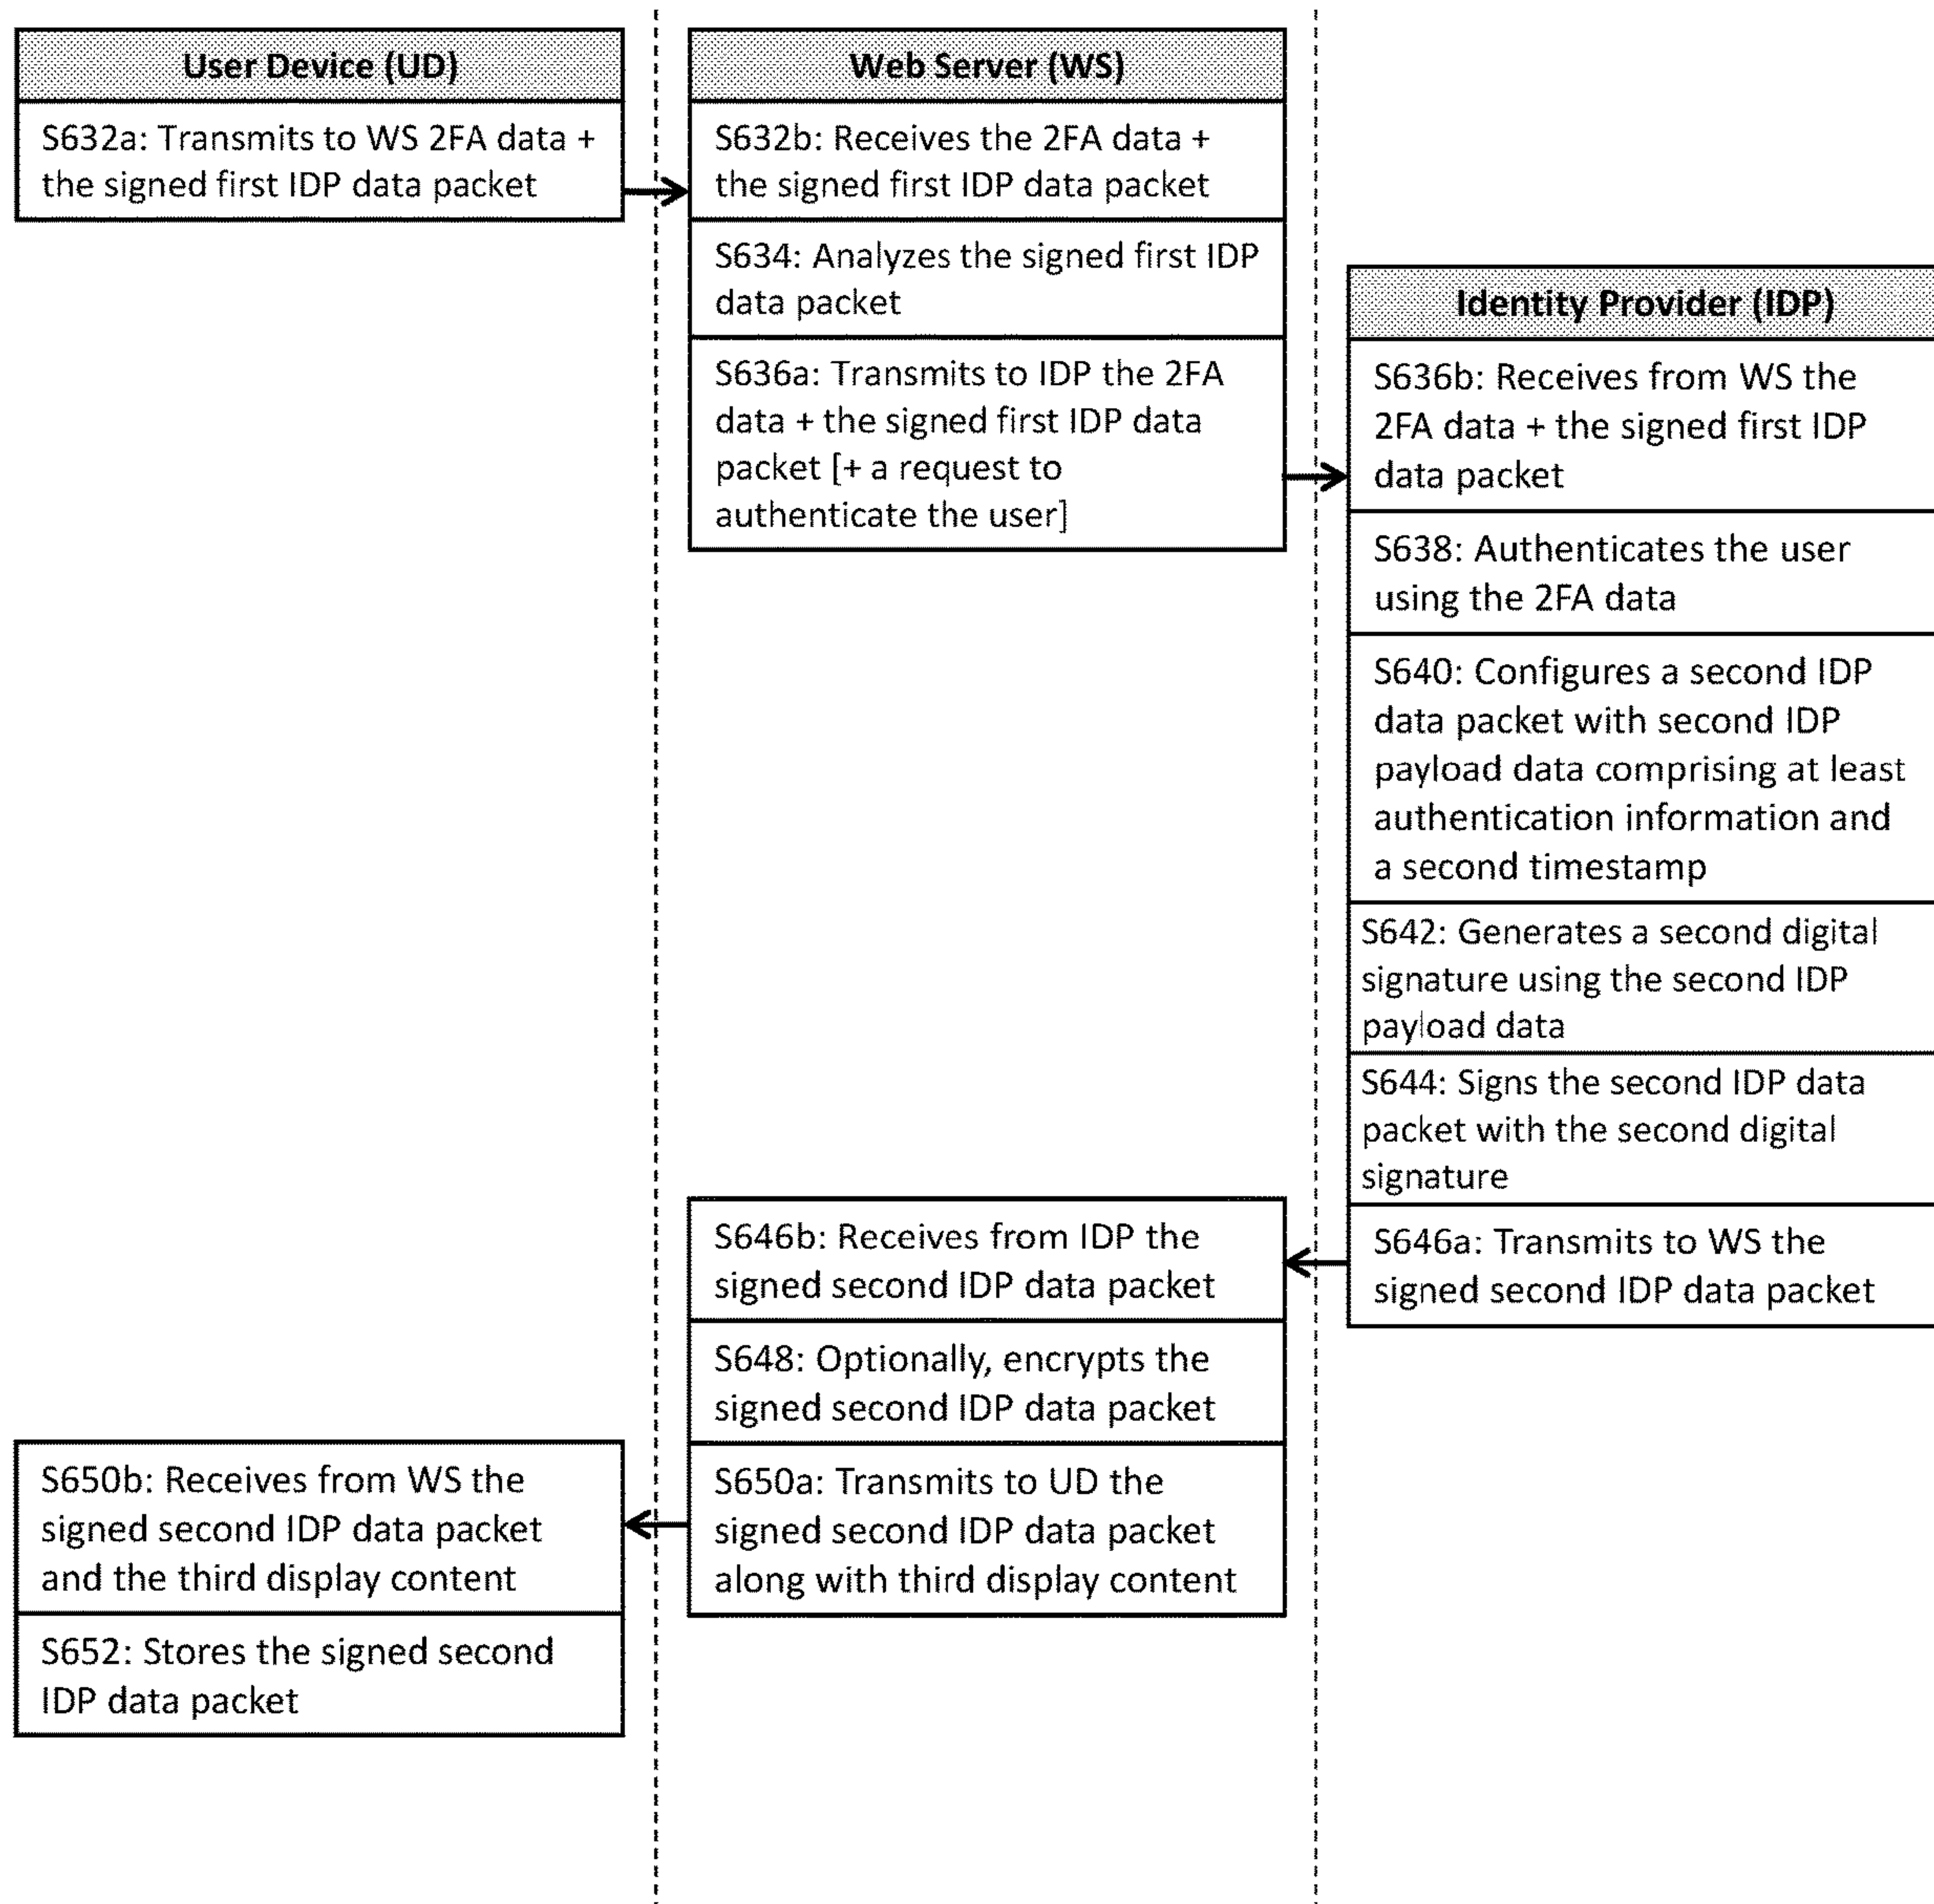 User Device (UD)
S632a: Transmits to WS 2FA data +
the signed first IDP data packet
Web Server (WS)
S632b: Receives the 2FA data +
the signed first IDP data packet
S634: Analyzes the signed first IDP
data packet
S636a: Transmits to IDP the 2FA
data + the signed first IDP data
packet [+ a request to
authenticate the user]
Identity Provider (IDP)
S636b: Receives from WS the
2FA data + the signed first IDP
data packet
S638: Authenticates the user
using the 2FA data
S640: Configures a second IDP
data packet with second IDP
payload data comprising at least
authentication information and
a second timestamp
S642: Generates a second digital
signature using the second IDP
payload data
S644: Signs the second IDP data
packet with the second digital
signature
S646a: Transmits to WS the
signed second IDP data packet
S646b: Receives from IDP the
signed second IDP data packet
S648: Optionally, encrypts the
signed second IDP data packet
S650a: Transmits to UD the
signed second IDP data packet
along with third display content
S650b: Receives from WS the
signed second IDP data packet
and the third display content
S652: Stores the signed second
IDP data packet